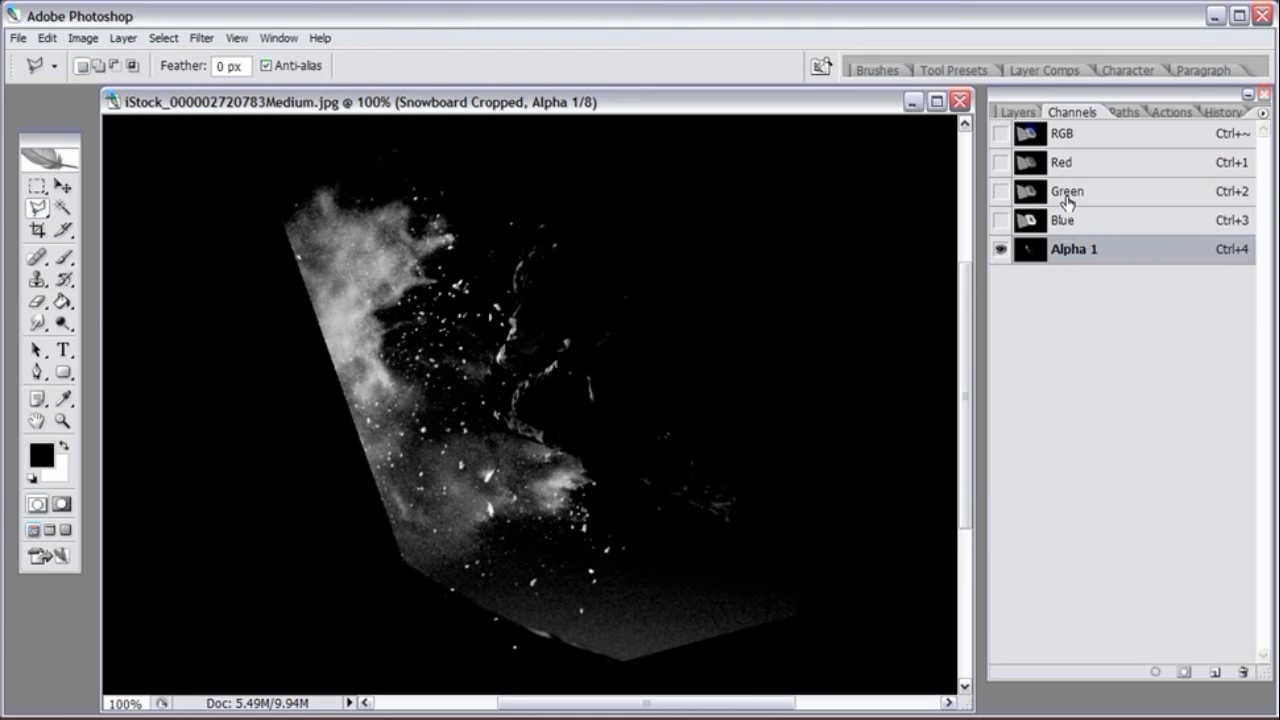 Adobe Photoshop
File Edit Image Layer Select Filter View Window Help
Feather: 0 px Anti-alias
Brushes Tool Presets Layer Comps Character Paragraph
iStock_000002720783Medium.jpg @ 100% (Snowboard Cropped, Alpha 1/8)
Layers Channels Paths Actions History
RGB Ctrl+~
Red Ctrl+1
Green Ctrl+2
Blue Ctrl+3
Alpha 1 Ctrl+4
T
100% Doc: 5.49M/9.94M